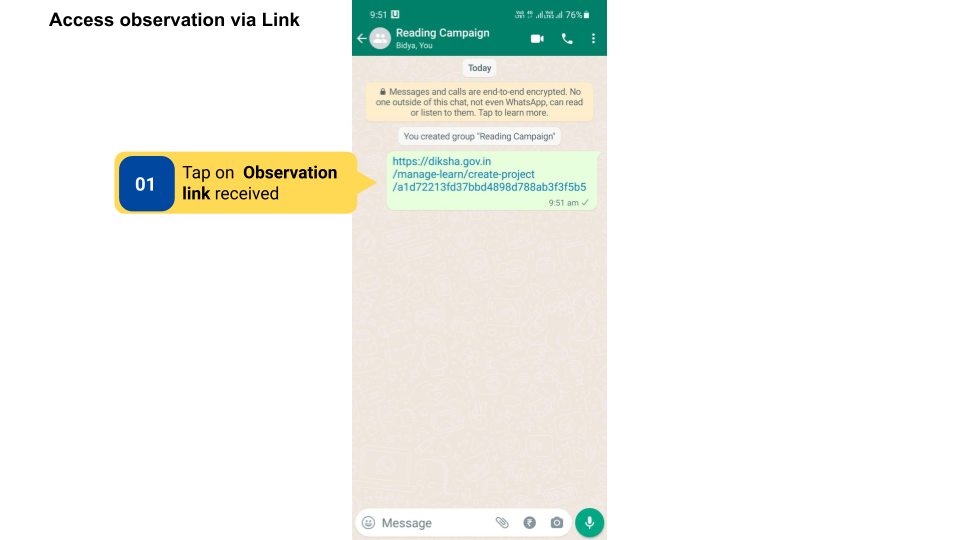 Access observation via Link
9:51
76%
Reading Campaign
Bidya, You
Today
Messages and calls are end-to-end encrypted. No
one outside of this chat, not even WhatsApp, can read
or listen to them. Tap to learn more.
You created group "Reading Campaign"
01
Tap on Observation
link received
https://diksha.gov.in
/manage-learn/create-project
/a1d72213fd37bbd4898d788ab3f3f5b5
9:51 am
Message